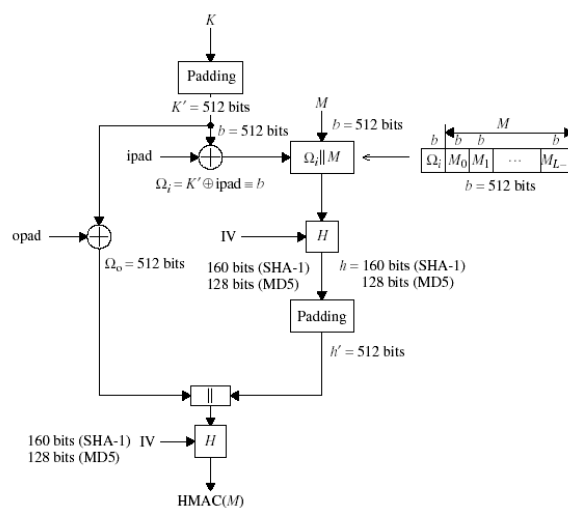 K
Padding
K′ = 512 bits
M
b = 512 bits
b = 512 bits
ipad
Ωi || M
Ωi = K′ ⊕ ipad ≡ b
M
b b b b
Ωi M0 M1 ... ML−
b = 512 bits
opad
Ωo = 512 bits
IV
H
160 bits (SHA-1)
128 bits (MD5)
h = 160 bits (SHA-1)
128 bits (MD5)
Padding
h′ = 512 bits
||
160 bits (SHA-1)
128 bits (MD5)
IV
H
HMAC(M)